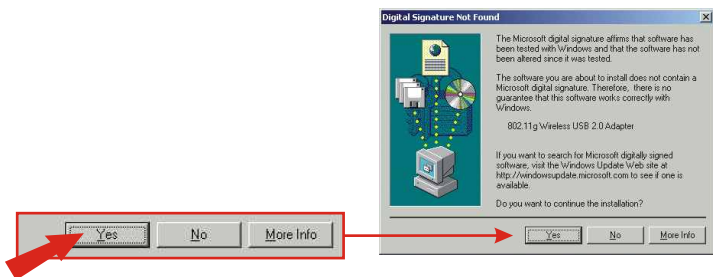 Digital Signature Not Found
The Microsoft digital signature affirms that software has
been tested with Windows and that the software has not
been altered since it was tested.
The software you are about to install does not contain a
Microsoft digital signature. Therefore, there is no
guarantee that this software works correctly with
Windows.
802.11g Wireless USB 2.0 Adapter
If you want to search for Microsoft digitally signed
software, visit the Windows Update Web site at
http://windowsupdate.microsoft.com to see if one is
available.
Do you want to continue the installation?
Yes No More Info
Yes No More Info